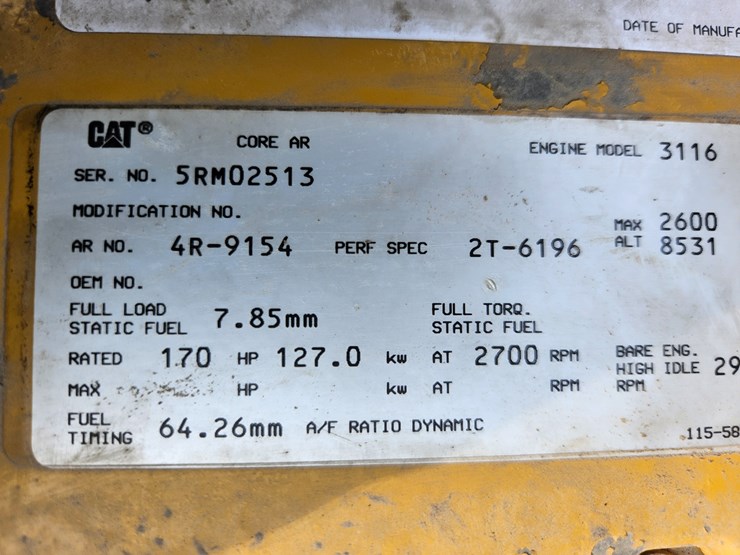 DATE OF MANUFA
CAT® CORE AR ENGINE MODEL 3116
SER. NO. 5RM02513
MODIFICATION NO.
MAX 2600
ALT 8531
AR NO. 4R-9154 PERF SPEC 2T-6196
OEM NO.
FULL LOAD
STATIC FUEL 7.85mm
FULL TORQ.
STATIC FUEL
RATED 170 HP 127.0 kw AT 2700 RPM
BARE ENG.
HIGH IDLE 29
RPM
MAX HP kw AT RPM
FUEL
TIMING 64.26mm A/F RATIO DYNAMIC
115-58